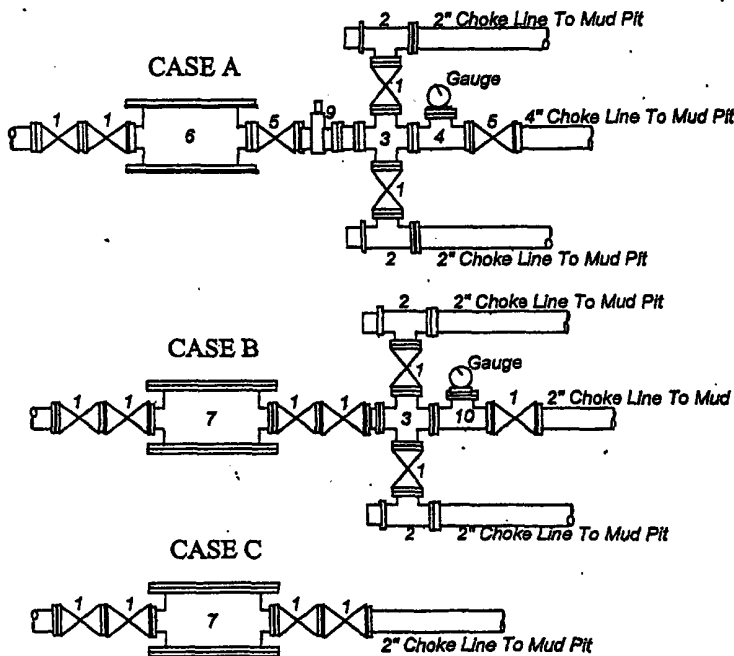 2
2" Choke Line To Mud Pit
CASE A
Gauge
1
1 1 6 5 9 3 4 5 4" Choke Line To Mud Pit
1
2 2" Choke Line To Mud Pit
2 2" Choke Line To Mud Pit
CASE B
1
Gauge
1 1 7 1 1 3 10 1 2" Choke Line To Mud
1
2 2" Choke Line To Mud Pit
CASE C
1 1 7 1 1
2" Choke Line To Mud Pit